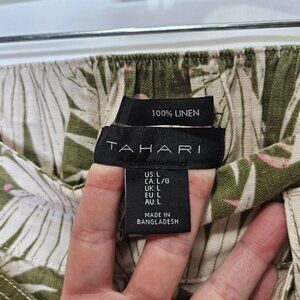 100% LINEN
TAHARI
US: L
CA: L/G
UK: L
EU: L
AU: L
MADE IN
BANGLADESH